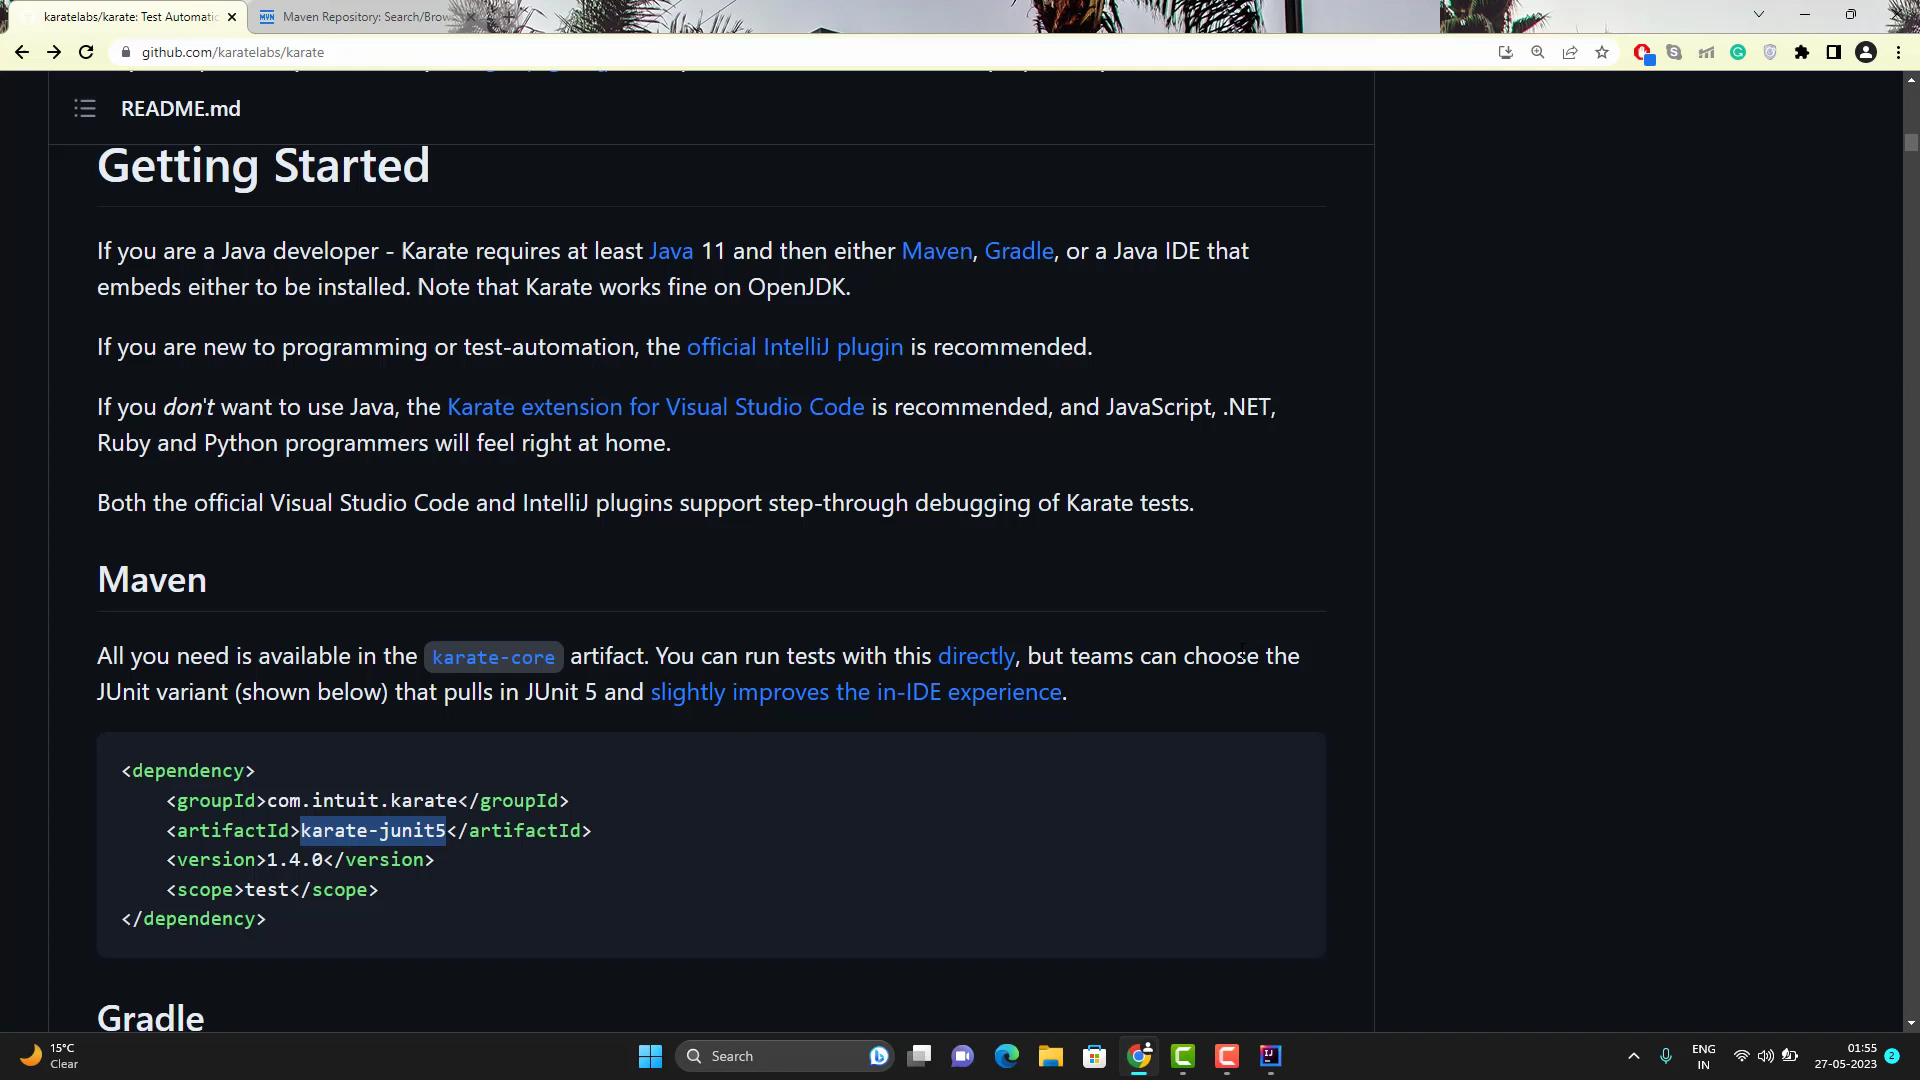 karatelabs/karate: Test Automatic
Maven Repository: Search/Brow
github.com/karatelabs/karate
README.md
Getting Started
If you are a Java developer - Karate requires at least Java 11 and then either Maven, Gradle, or a Java IDE that
embeds either to be installed. Note that Karate works fine on OpenJDK.
If you are new to programming or test-automation, the official IntelliJ plugin is recommended.
If you don't want to use Java, the Karate extension for Visual Studio Code is recommended, and JavaScript, .NET,
Ruby and Python programmers will feel right at home.
Both the official Visual Studio Code and IntelliJ plugins support step-through debugging of Karate tests.
Maven
All you need is available in the karate-core artifact. You can run tests with this directly, but teams can choose the
JUnit variant (shown below) that pulls in JUnit 5 and slightly improves the in-IDE experience.
<dependency>
<groupId>com.intuit.karate</groupId>
<artifactId>karate-junit5</artifactId>
<version>1.4.0</version>
<scope>test</scope>
</dependency>
Gradle
15°C
Clear
Search
ENG
IN
01:55
27-05-2023
2